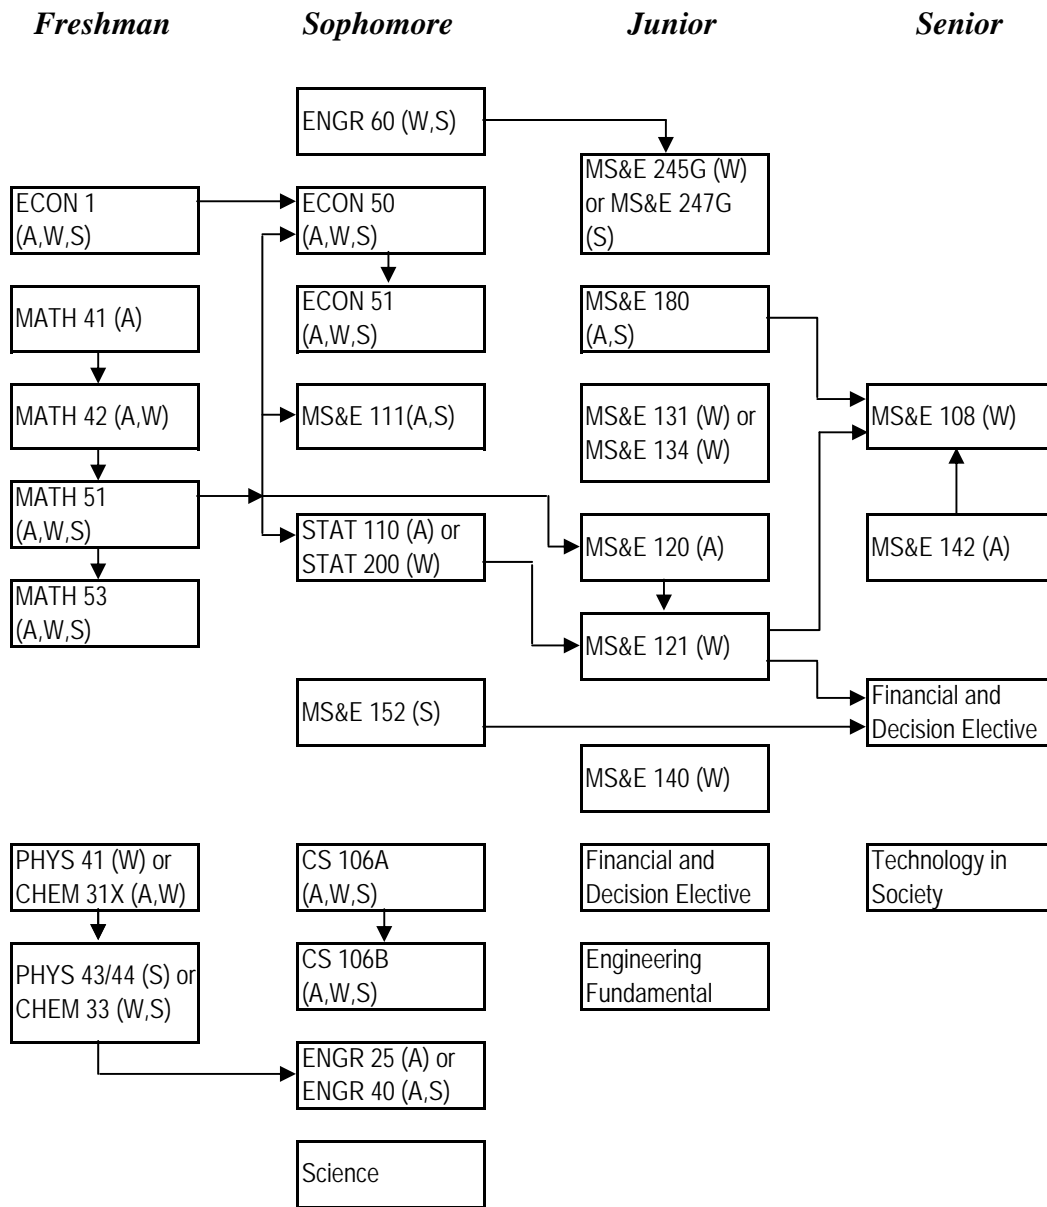 Freshman
Sophomore
Junior
Senior
ENGR 60 (W,S)
MS&E 245G (W)
or MS&E 247G
(S)
ECON 1
(A,W,S)
ECON 50
(A,W,S)
MATH 41 (A)
ECON 51
(A,W,S)
MS&E 180
(A,S)
MATH 42 (A,W)
MS&E 111(A,S)
MS&E 131 (W) or
MS&E 134 (W)
MS&E 108 (W)
MATH 51
(A,W,S)
STAT 110 (A) or
STAT 200 (W)
MS&E 120 (A)
MS&E 142 (A)
MATH 53
(A,W,S)
MS&E 121 (W)
MS&E 152 (S)
Financial and
Decision Elective
MS&E 140 (W)
PHYS 41 (W) or
CHEM 31X (A,W)
CS 106A
(A,W,S)
Financial and
Decision Elective
Technology in
Society
PHYS 43/44 (S) or
CHEM 33 (W,S)
CS 106B
(A,W,S)
Engineering
Fundamental
ENGR 25 (A) or
ENGR 40 (A,S)
Science